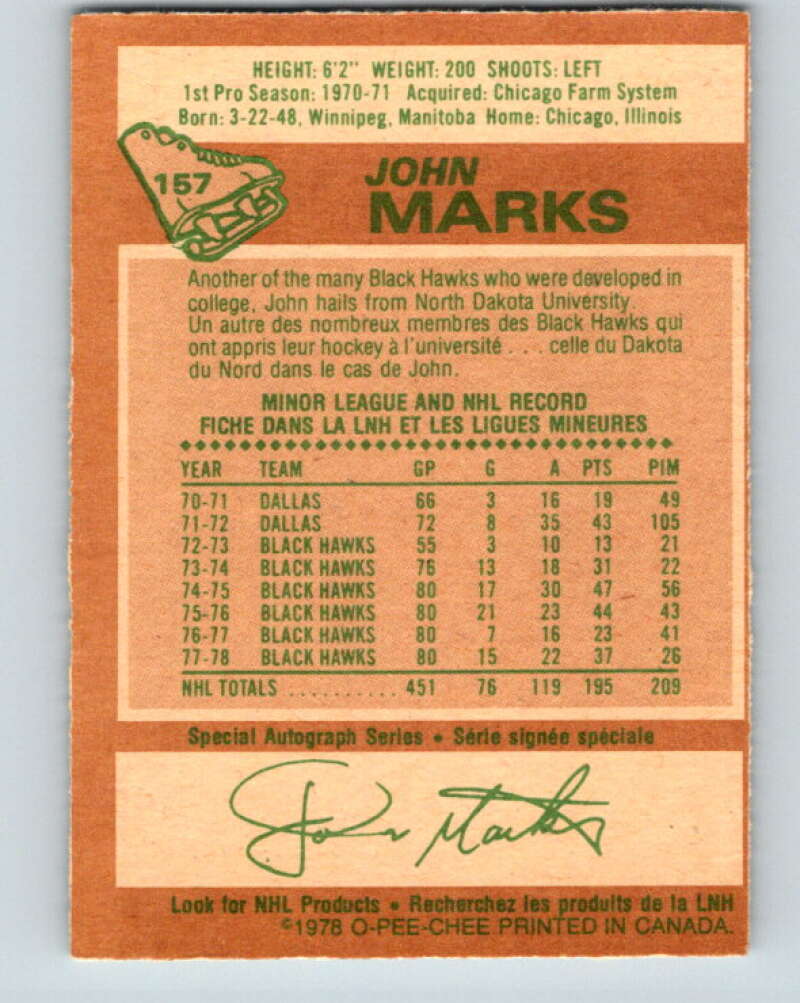 HEIGHT: 6'2" WEIGHT: 200 SHOOTS: LEFT
1st Pro Season: 1970-71 Acquired: Chicago Farm System
Born: 3-22-48, Winnipeg, Manitoba Home: Chicago, Illinois
157
JOHN
MARKS
Another of the many Black Hawks who were developed in
college, John hails from North Dakota University.
Un autre des nombreux membres des Black Hawks qui
ont appris leur hockey à l'université . . . celle du Dakota
du Nord dans le cas de John.
MINOR LEAGUE AND NHL RECORD
FICHE DANS LA LNH ET LES LIGUES MINEURES
YEAR TEAM GP G A PTS PIM
70-71 DALLAS 66 3 16 19 49
71-72 DALLAS 72 8 35 43 105
72-73 BLACK HAWKS 55 3 10 13 21
73-74 BLACK HAWKS 76 13 18 31 22
74-75 BLACK HAWKS 80 17 30 47 56
75-76 BLACK HAWKS 80 21 23 44 43
76-77 BLACK HAWKS 80 7 16 23 41
77-78 BLACK HAWKS 80 15 22 37 26
NHL TOTALS .......... 451 76 119 195 209
Special Autograph Series • Série signée spéciale
John Marks
Look for NHL Products • Recherchez les produits de la LNH
©1978 O-PEE-CHEE PRINTED IN CANADA.